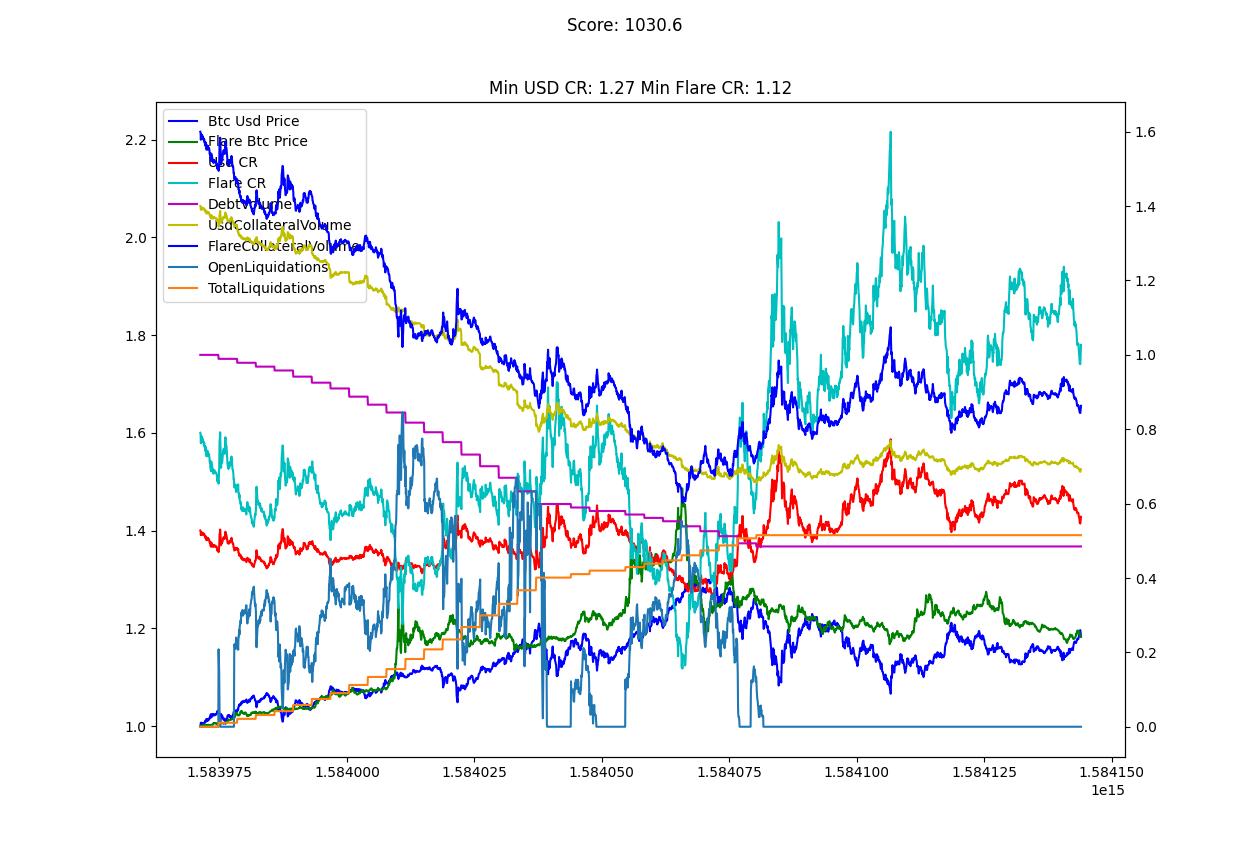 Score: 1030.6
Min USD CR: 1.27 Min Flare CR: 1.12
Btc Usd Price
Flare Btc Price
Usd CR
Flare CR
DebtVolume
UsdCollateralVolume
FlareCollateralVolume
OpenLiquidations
TotalLiquidations
2.2
2.0
1.8
1.6
1.4
1.2
1.0
1.6
1.4
1.2
1.0
0.8
0.6
0.4
0.2
0.0
1.583975 1.584000 1.584025 1.584050 1.584075 1.584100 1.584125 1.584150
1e15